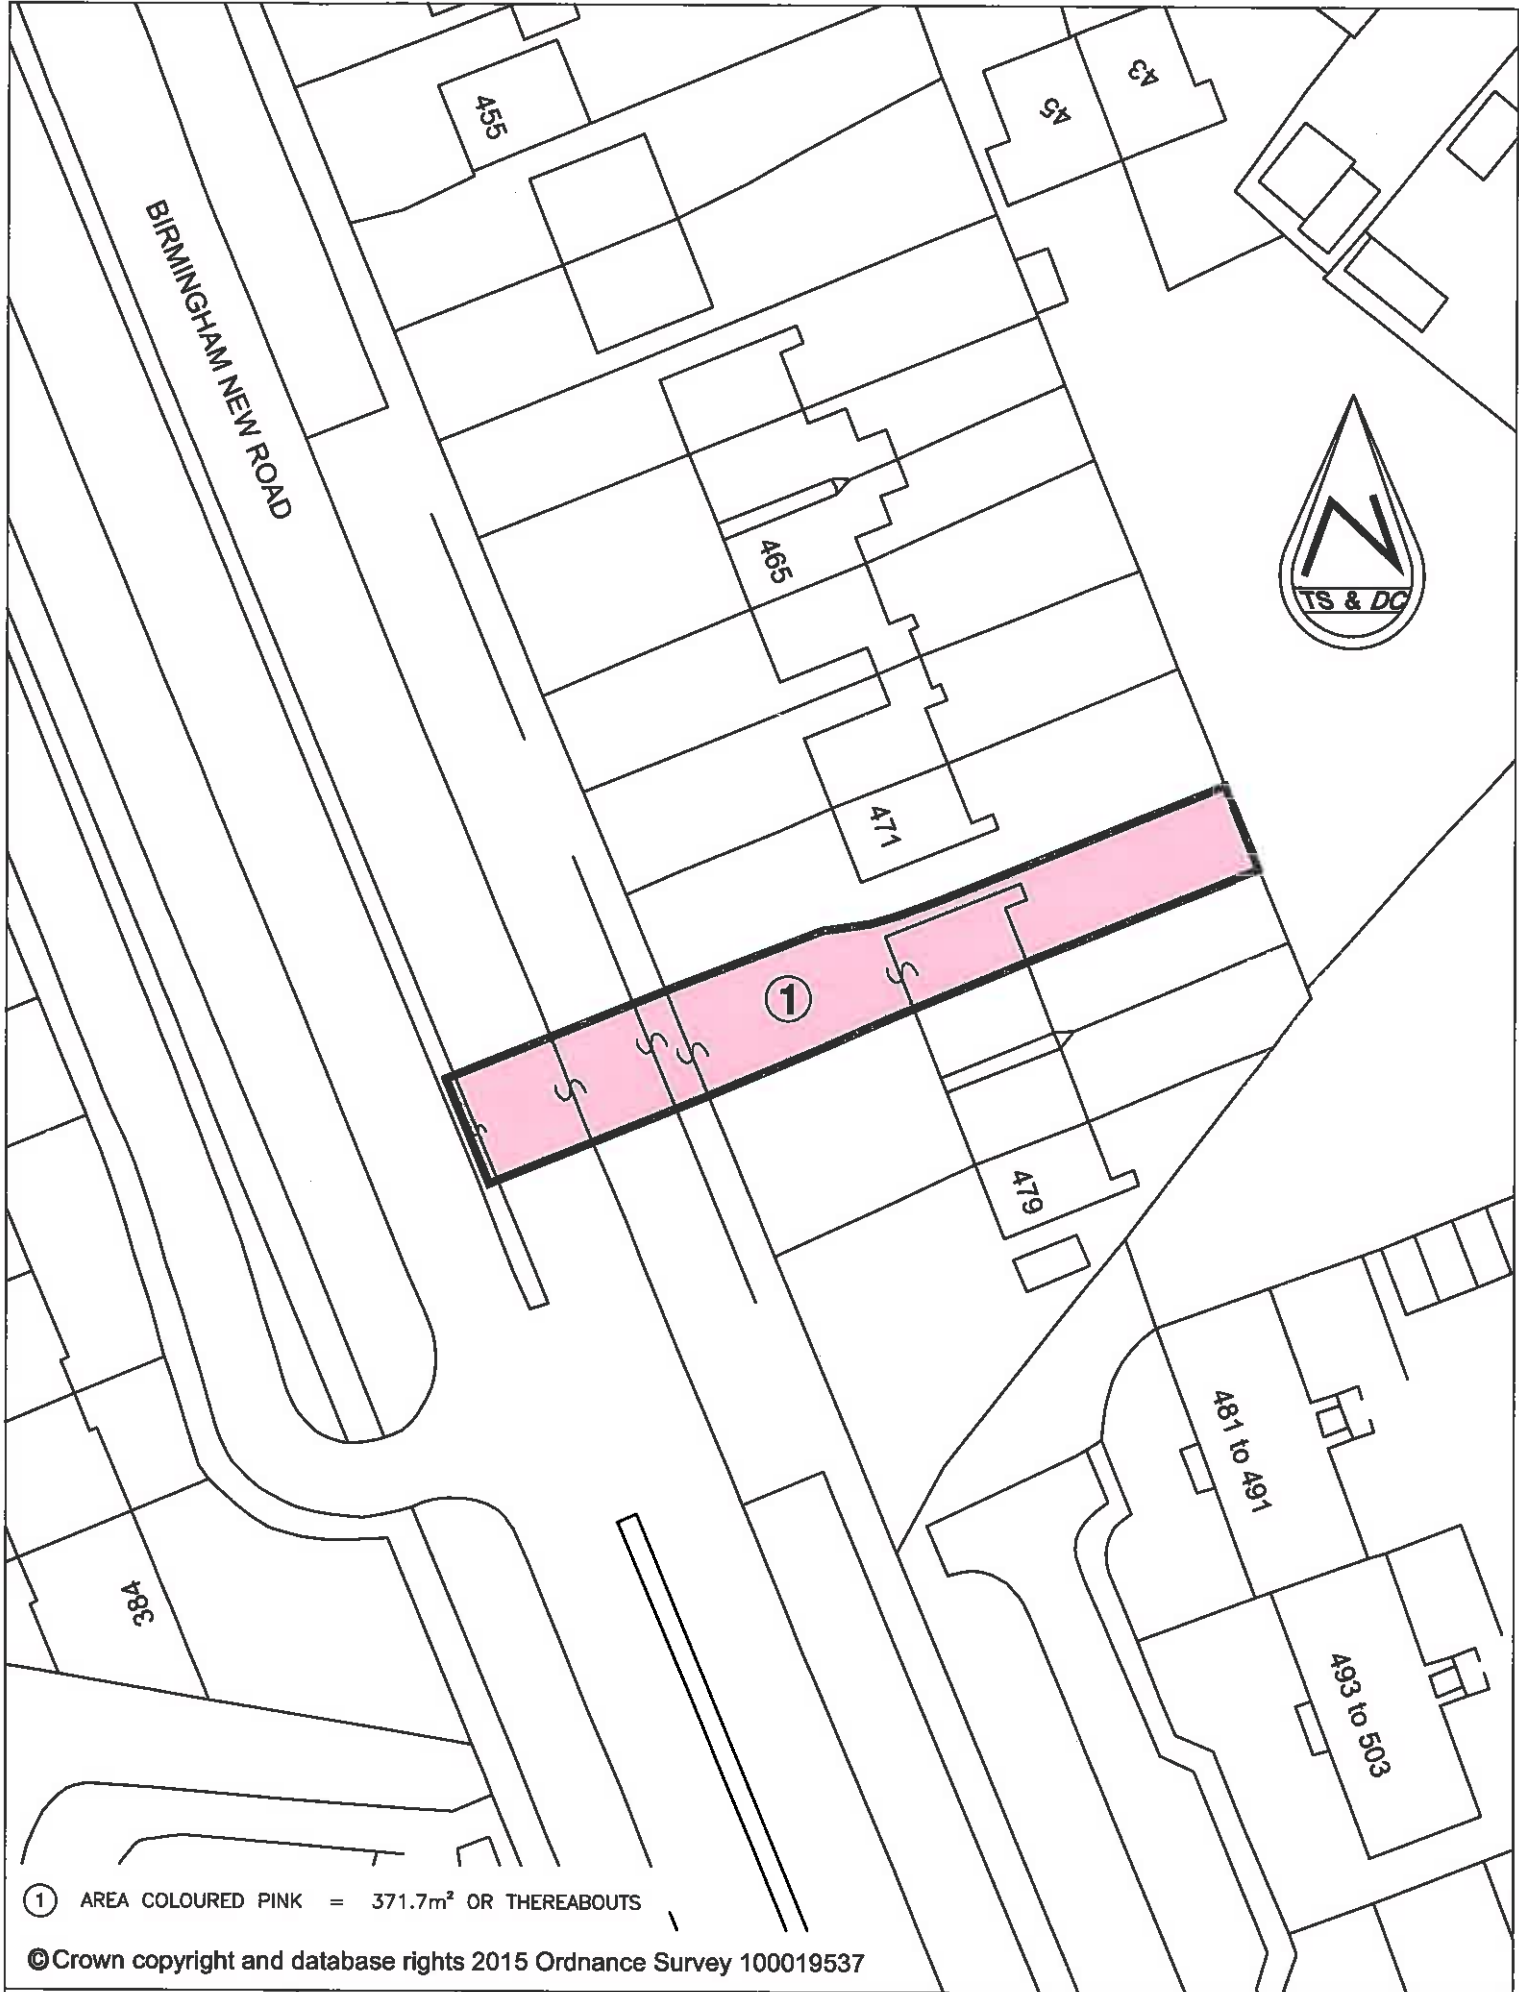 455
45
43
BIRMINGHAM NEW ROAD
465
N
TS & DC
471
1
479
481 to 491
384
493 to 503
1 AREA COLOURED PINK = 371.7m² OR THEREABOUTS
©Crown copyright and database rights 2015 Ordnance Survey 100019537